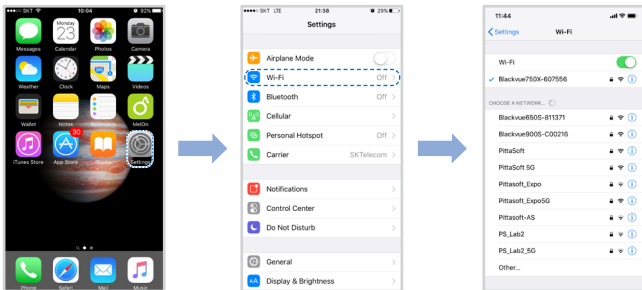 ●●●●○ SKT 10:04 92%
Monday
23
Messages Calendar Photos Camera
Weather Clock Maps Videos
Wallet Notes Reminders MelOn
30
iTunes Store App Store iBooks Settings
Phone Safari Mail Music
●●●●○ SKT LTE 21:38 29%
Settings
Airplane Mode
Wi-Fi Off
Bluetooth Off
Cellular
Personal Hotspot Off
Carrier SKTelecom
Notifications
Control Center
Do Not Disturb
General
AA Display & Brightness
11:44
Settings Wi-Fi
Wi-Fi
Blackvue750X-607556
CHOOSE A NETWORK...
Blackvue650S-811371
Blackvue900S-C00216
PittaSoft
PittaSoft 5G
Pittasoft_Expo
Pittasoft_Expo5G
Pittasoft-AS
PS_Lab2
PS_Lab2_5G
Other...